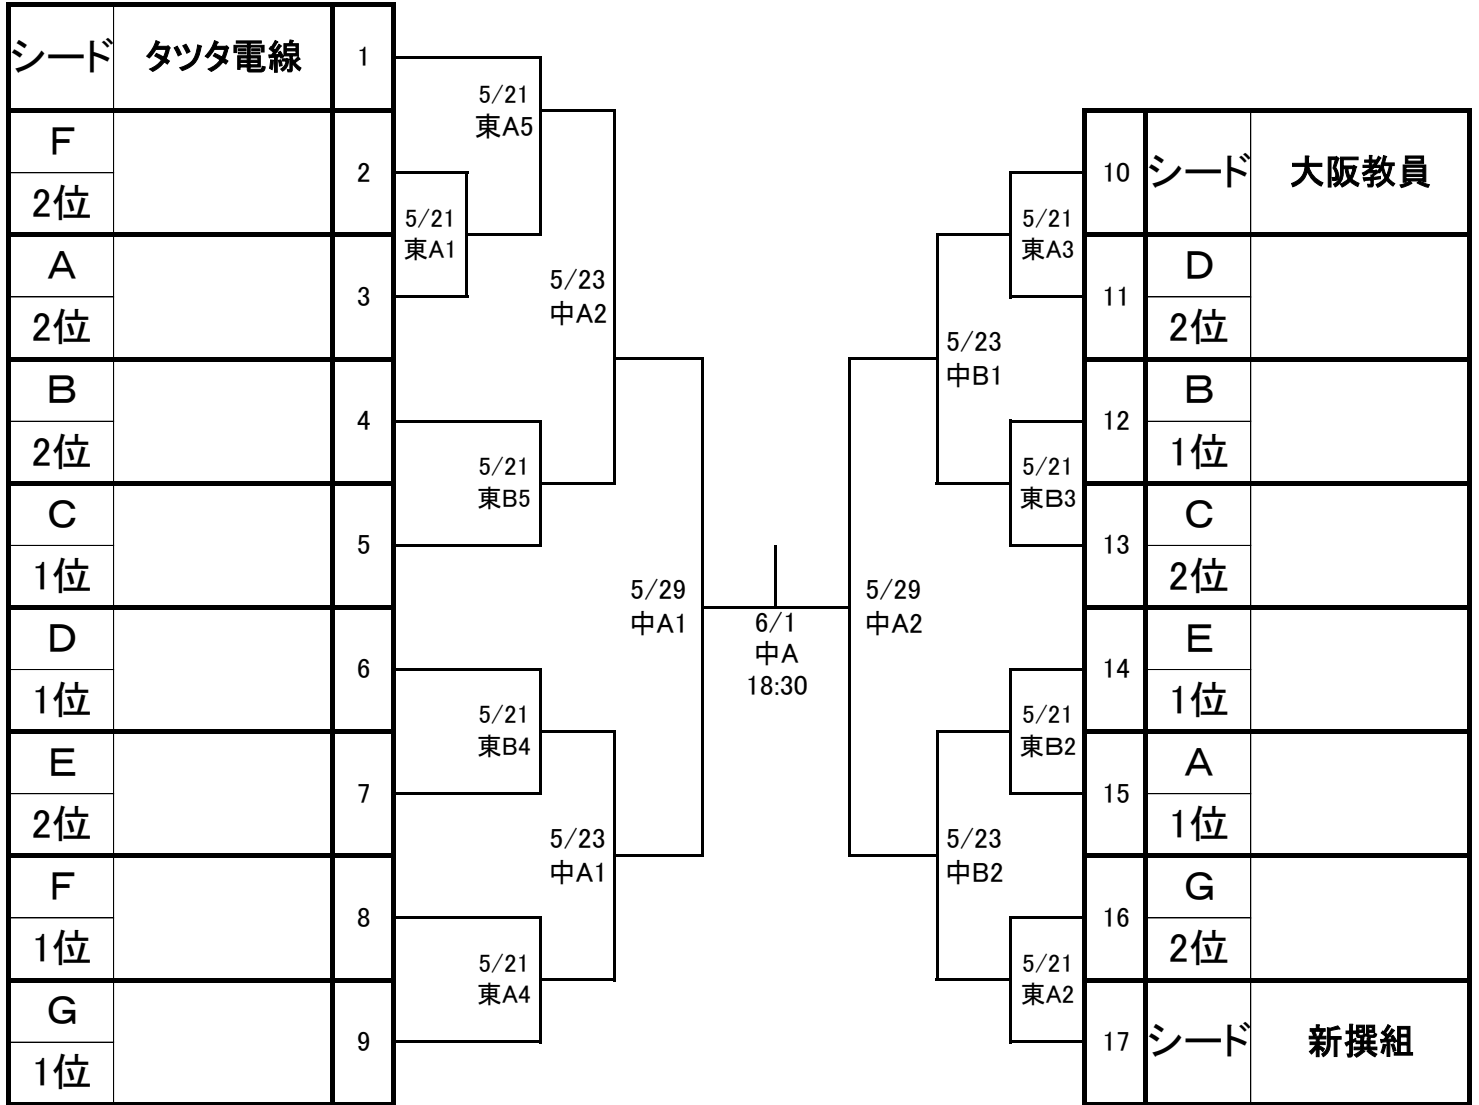 シード タツタ電線 1
F
2位
2
A
2位
3
B
2位
4
C
1位
5
D
1位
6
E
2位
7
F
1位
8
G
1位
9
5/21
東A5
5/21
東A1
5/23
中A2
5/21
東B5
5/29
中A1
5/21
東B4
5/23
中A1
5/21
東A4
6/1
中A
18:30
5/29
中A2
5/23
中B1
5/21
東A3
5/21
東B3
5/21
東B2
5/23
中B2
5/21
東A2
10 シード 大阪教員
11
D
2位
12
B
1位
13
C
2位
14
E
1位
15
A
1位
16
G
2位
17 シード 新撰組